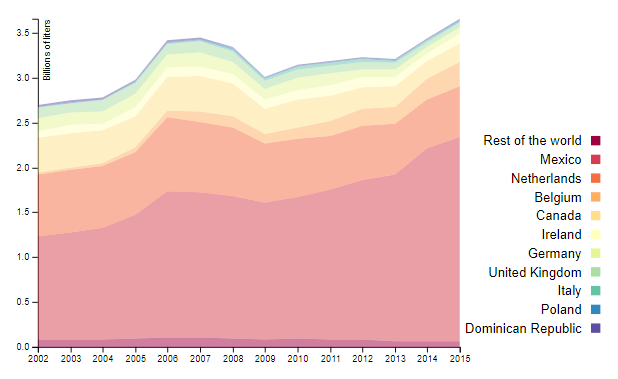 Billions of liters
3.5
3.0
2.5
2.0
1.5
1.0
0.5
0.0
2002 2003 2004 2005 2006 2007 2008 2009 2010 2011 2012 2013 2014 2015
Rest of the world
Mexico
Netherlands
Belgium
Canada
Ireland
Germany
United Kingdom
Italy
Poland
Dominican Republic